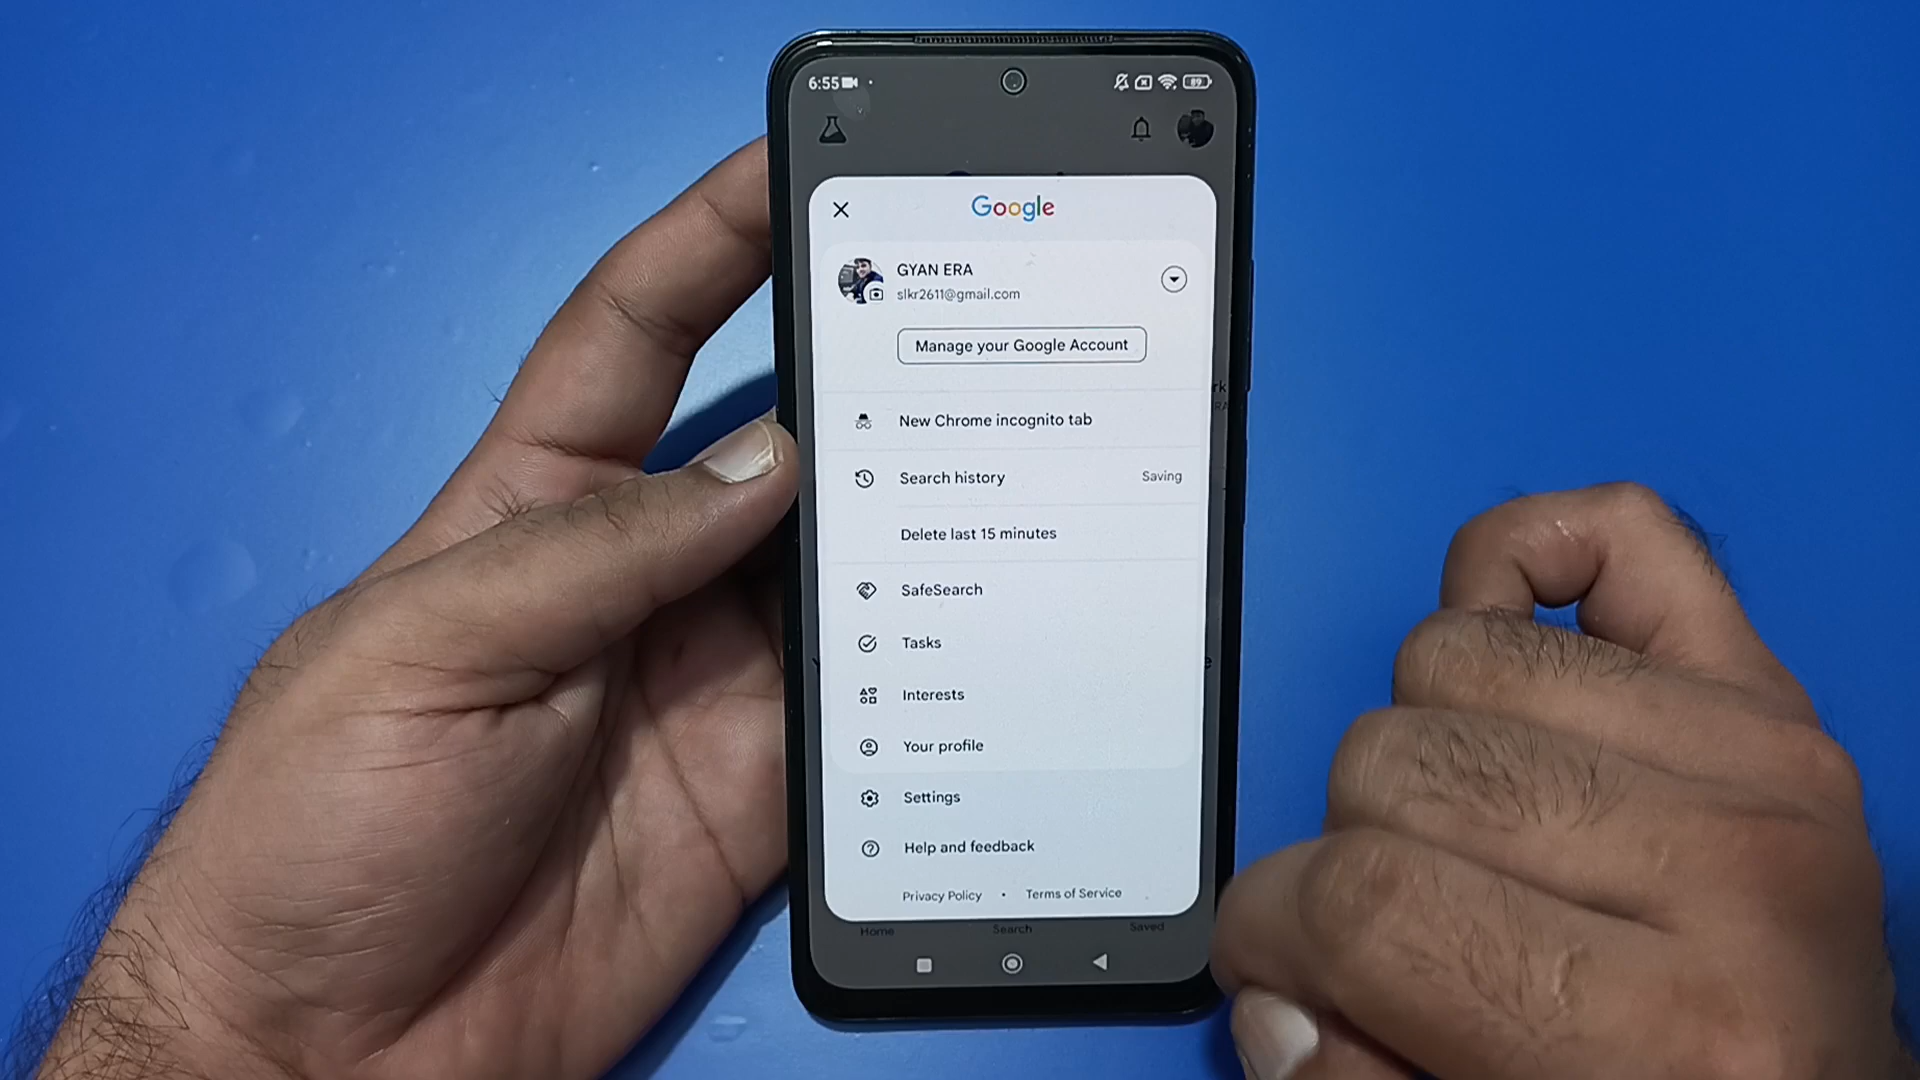 6:55
89
Google
GYAN ERA
slkr2611@gmail.com
Manage your Google Account
New Chrome incognito tab
Search history Saving
Delete last 15 minutes
SafeSearch
Tasks
Interests
Your profile
Settings
Help and feedback
Privacy Policy • Terms of Service
Home Search Saved